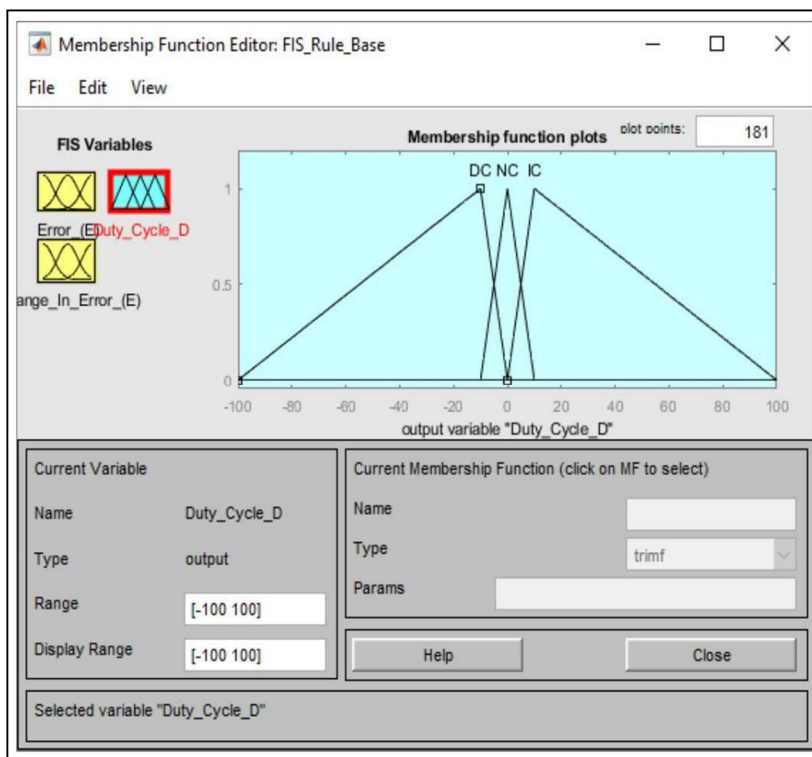 Membership Function Editor: FIS_Rule_Base
File Edit View
FIS Variables
Error_(E)
Duty_Cycle_D
ange_In_Error_(E)
Membership function plots
plot points:
181
DC NC IC
1
0.5
0
-100 -80 -60 -40 -20 0 20 40 60 80 100
output variable "Duty_Cycle_D"
Current Variable
Name Duty_Cycle_D
Type output
Range [-100 100]
Display Range [-100 100]
Current Membership Function (click on MF to select)
Name
Type trimf
Params
Help Close
Selected variable "Duty_Cycle_D"